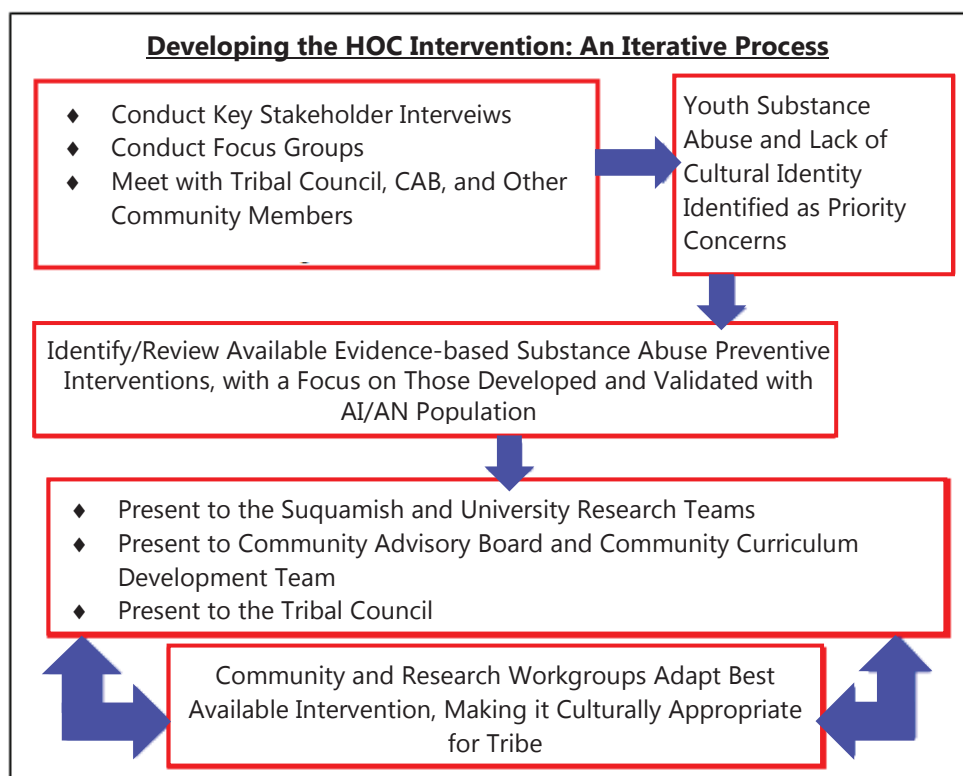 Developing the HOC Intervention: An Iterative Process
♦ Conduct Key Stakeholder Interveiws
♦ Conduct Focus Groups
♦ Meet with Tribal Council, CAB, and Other
Community Members
Youth Substance
Abuse and Lack of
Cultural Identity
Identified as Priority
Concerns
Identify/Review Available Evidence-based Substance Abuse Preventive
Interventions, with a Focus on Those Developed and Validated with
AI/AN Population
♦ Present to the Suquamish and University Research Teams
♦ Present to Community Advisory Board and Community Curriculum
Development Team
♦ Present to the Tribal Council
Community and Research Workgroups Adapt Best
Available Intervention, Making it Culturally Appropriate
for Tribe